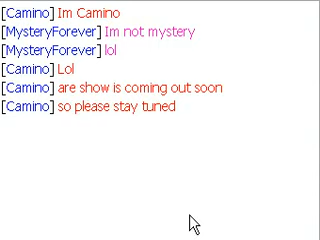 [Camino] Im Camino
[MysteryForever] Im not mystery
[MysteryForever] lol
[Camino] Lol
[Camino] are show is coming out soon
[Camino] so please stay tuned